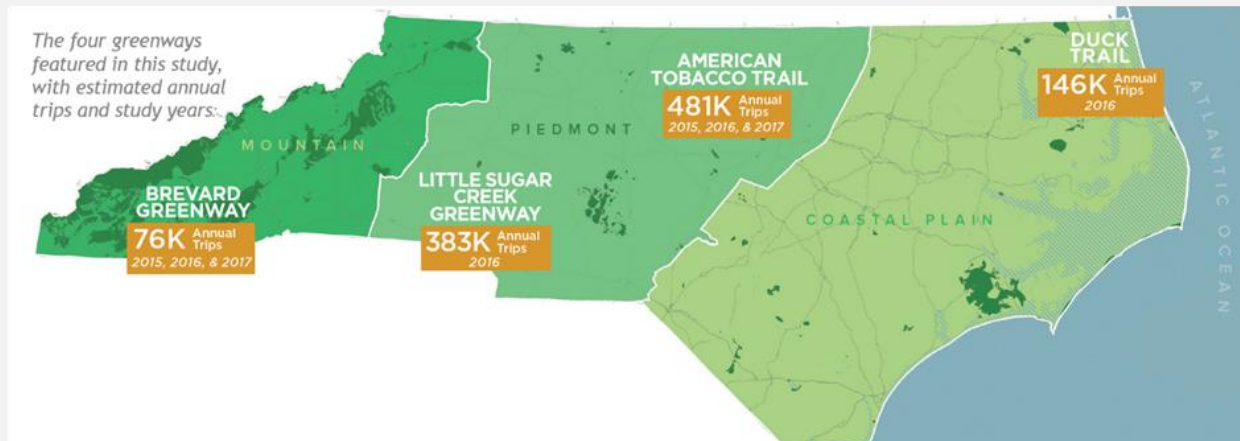 The four greenways
featured in this study,
with estimated annual
trips and study years:
MOUNTAIN
BREVARD
GREENWAY
76K Annual
Trips
2015, 2016, & 2017
PIEDMONT
LITTLE SUGAR
CREEK
GREENWAY
383K Annual
Trips
2016
AMERICAN
TOBACCO TRAIL
481K Annual
Trips
2015, 2016, & 2017
COASTAL PLAIN
DUCK
TRAIL
146K Annual
Trips
2016
ATLANTIC OCEAN